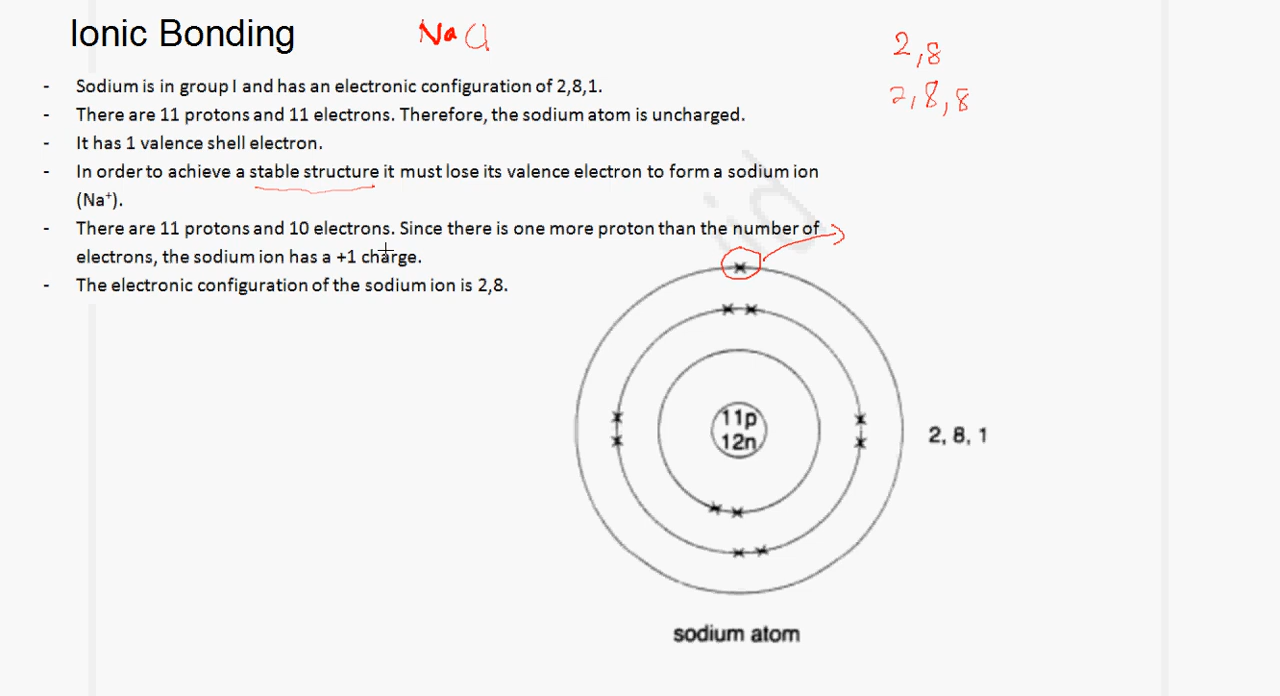 Ionic Bonding
NaCl
2,8
2,8,8
- Sodium is in group I and has an electronic configuration of 2,8,1.
- There are 11 protons and 11 electrons. Therefore, the sodium atom is uncharged.
- It has 1 valence shell electron.
- In order to achieve a stable structure it must lose its valence electron to form a sodium ion
(Na⁺).
- There are 11 protons and 10 electrons. Since there is one more proton than the number of
electrons, the sodium ion has a +1 charge.
- The electronic configuration of the sodium ion is 2,8.
11p
12n
2, 8, 1
sodium atom